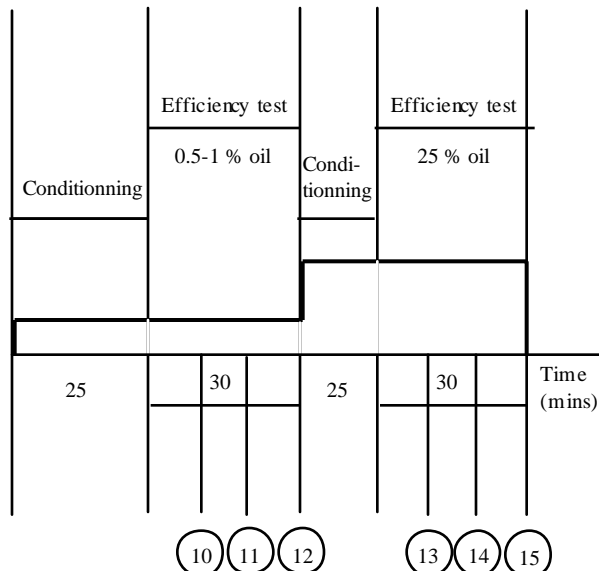 Efficiency test
Efficiency test
0.5-1 % oil
Condi-
tionning
25 % oil
Conditionning
25
30
25
30
Time
(mins)
10
11
12
13
14
15